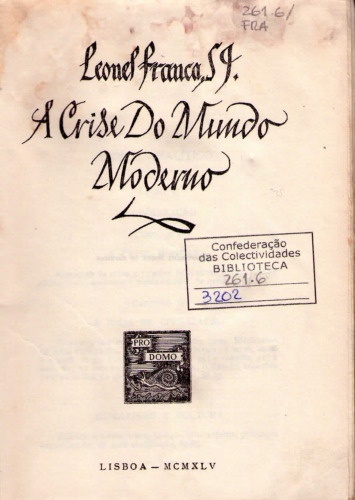 261.6/
FRA
Leonel Franca, S.J.
A Crise Do Mundo
Moderno
Confederação
das Colectividades
BIBLIOTECA
261.6
3202
PRO
DOMO
LISBOA — MCMXLV